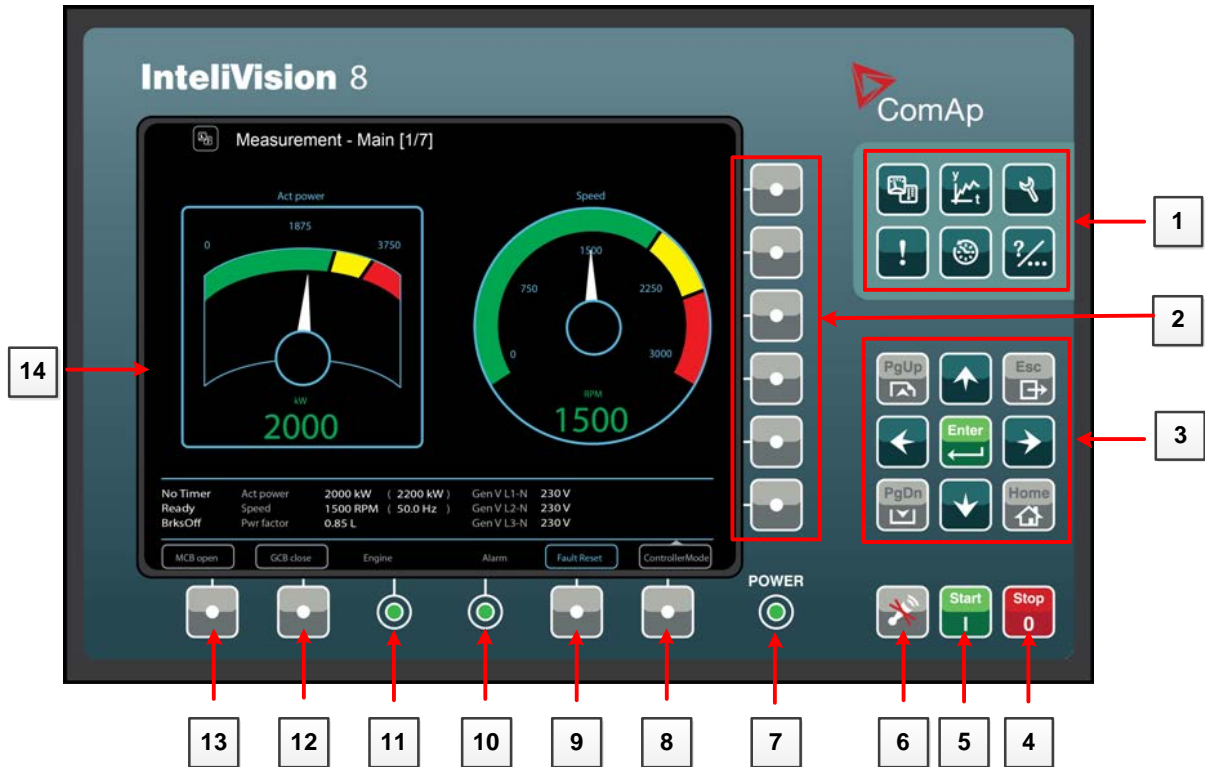 InteliVision 8
ComAp
Measurement - Main [1/7]
Act power
0
1875
3750
kW
2000
Speed
0
750
1500
2250
3000
RPM
1500
No Timer Act power 2000 kW ( 2200 kW ) Gen V L1-N 230 V
Ready Speed 1500 RPM ( 50.0 Hz ) Gen V L2-N 230 V
BrksOff Pwr factor 0.85 L Gen V L3-N 230 V
MCB open GCB close Engine Alarm Fault Reset ControllerMode
POWER
y
t
!
?/...
PgUp
Esc
Enter
PgDn
Home
Start
I
Stop
0
1
2
3
14
13
12
11
10
9
8
7
6
5
4